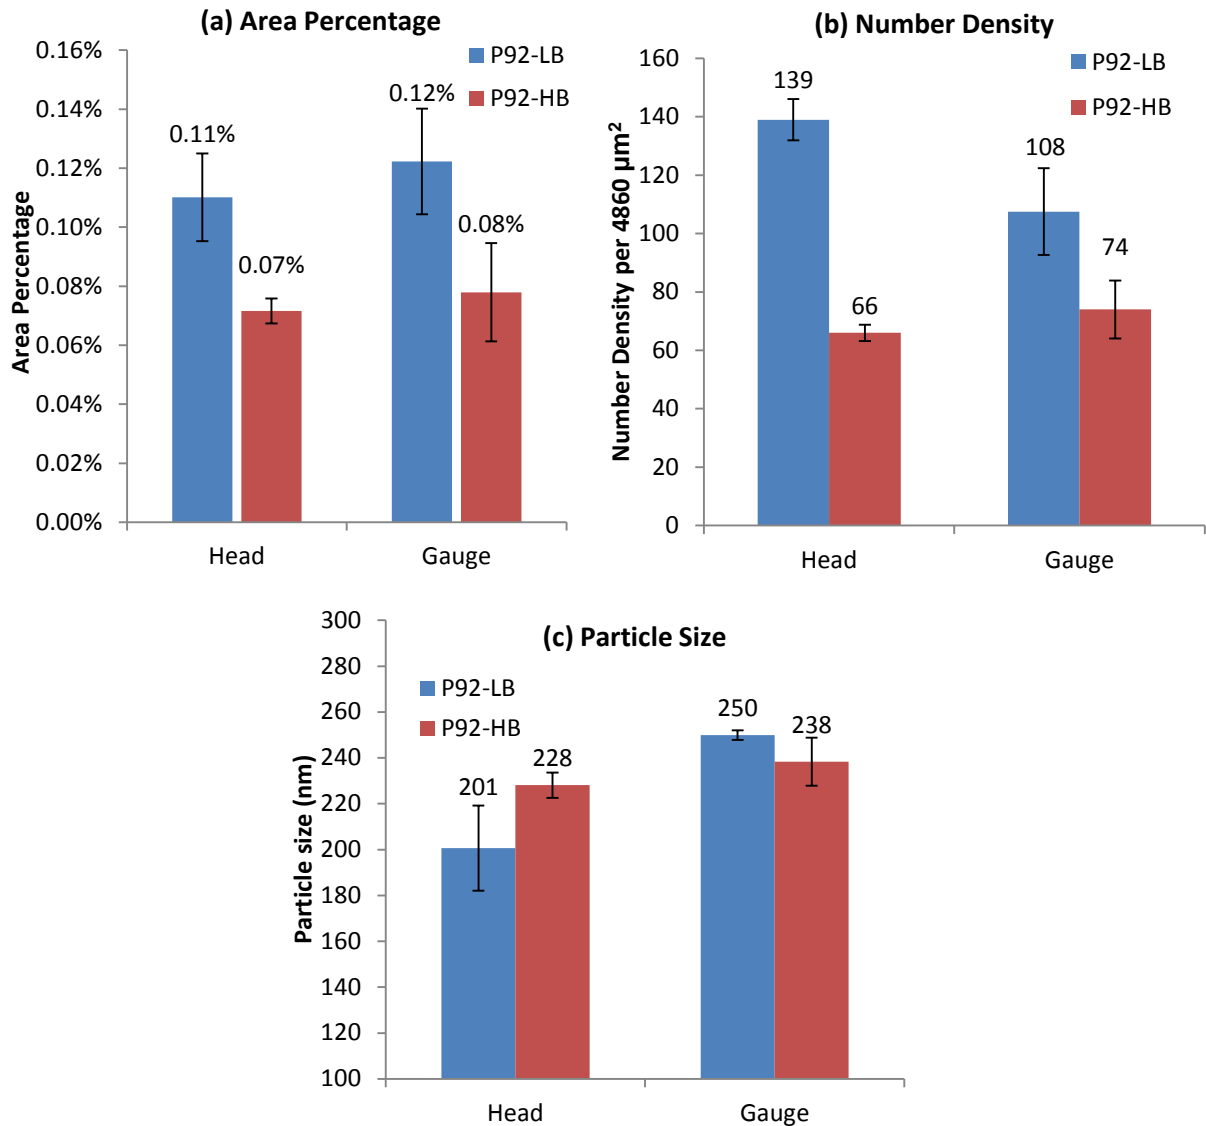 (a) Area Percentage
P92-LB
P92-HB
0.16%
0.14%
0.12%
0.10%
0.08%
0.06%
0.04%
0.02%
0.00%
Area Percentage
0.11%
0.07%
0.12%
0.08%
Head
Gauge
(b) Number Density
P92-LB
P92-HB
160
140
120
100
80
60
40
20
0
Number Density per 4860 µm²
139
66
108
74
Head
Gauge
(c) Particle Size
P92-LB
P92-HB
300
280
260
240
220
200
180
160
140
120
100
Particle size (nm)
201
228
250
238
Head
Gauge